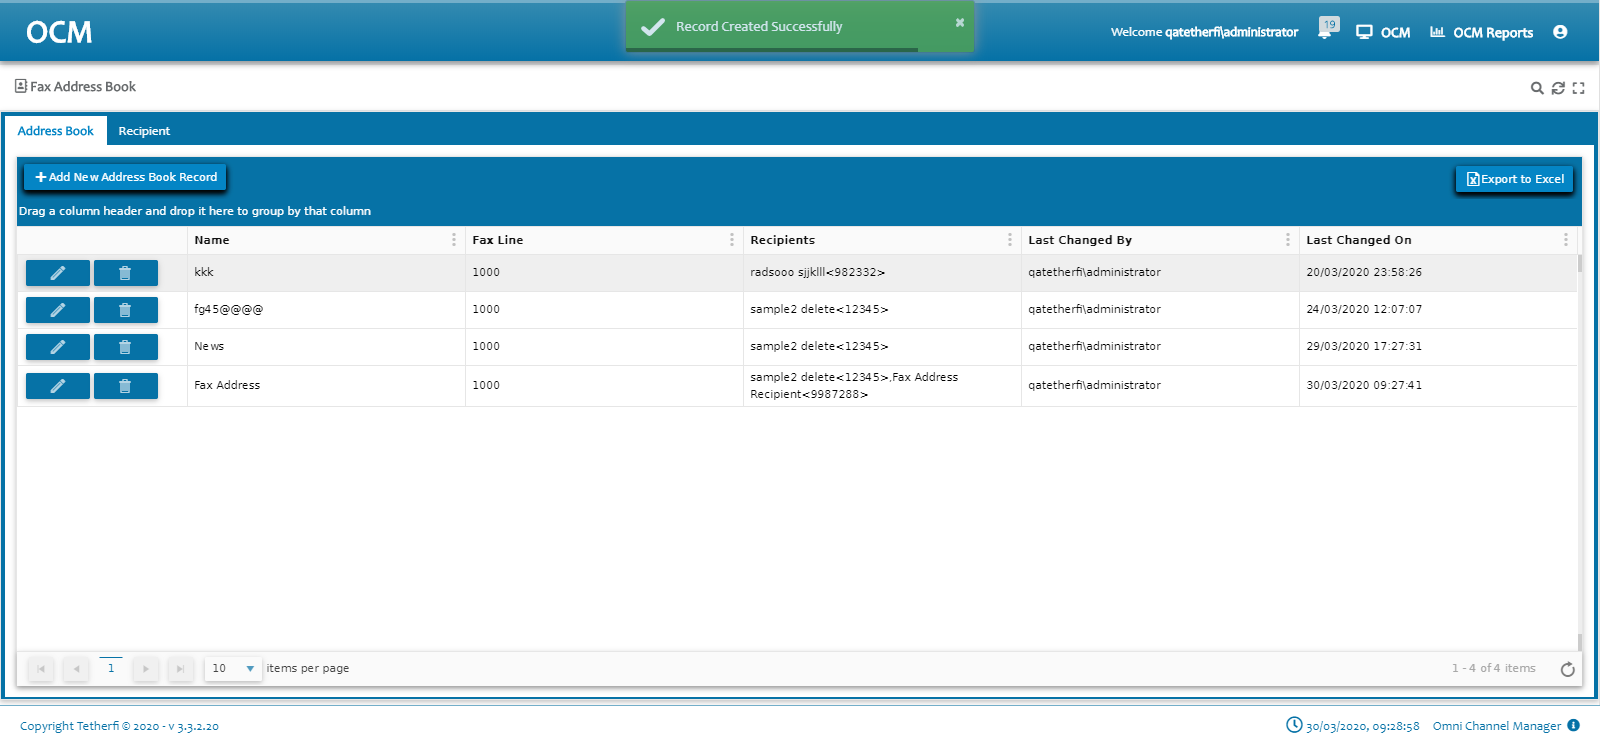 OCM
Record Created Successfully
×
Welcome qatetherfi\administrator
19
OCM
OCM Reports
Fax Address Book
Address Book
Recipient
Add New Address Book Record
Export to Excel
Drag a column header and drop it here to group by that column
Name Fax Line Recipients Last Changed By Last Changed On
kkk 1000 radsooo sjjklll<982332> qatetherfi\administrator 20/03/2020 23:58:26
fg45@@@@ 1000 sample2 delete<12345> qatetherfi\administrator 24/03/2020 12:07:07
News 1000 sample2 delete<12345> qatetherfi\administrator 29/03/2020 17:27:31
Fax Address 1000 sample2 delete<12345>,Fax Address
Recipient<9987288> qatetherfi\administrator 30/03/2020 09:27:41
1
10
items per page
1 - 4 of 4 items
Copyright Tetherfi © 2020 - v 3.3.2.20
30/03/2020, 09:28:58
Omni Channel Manager